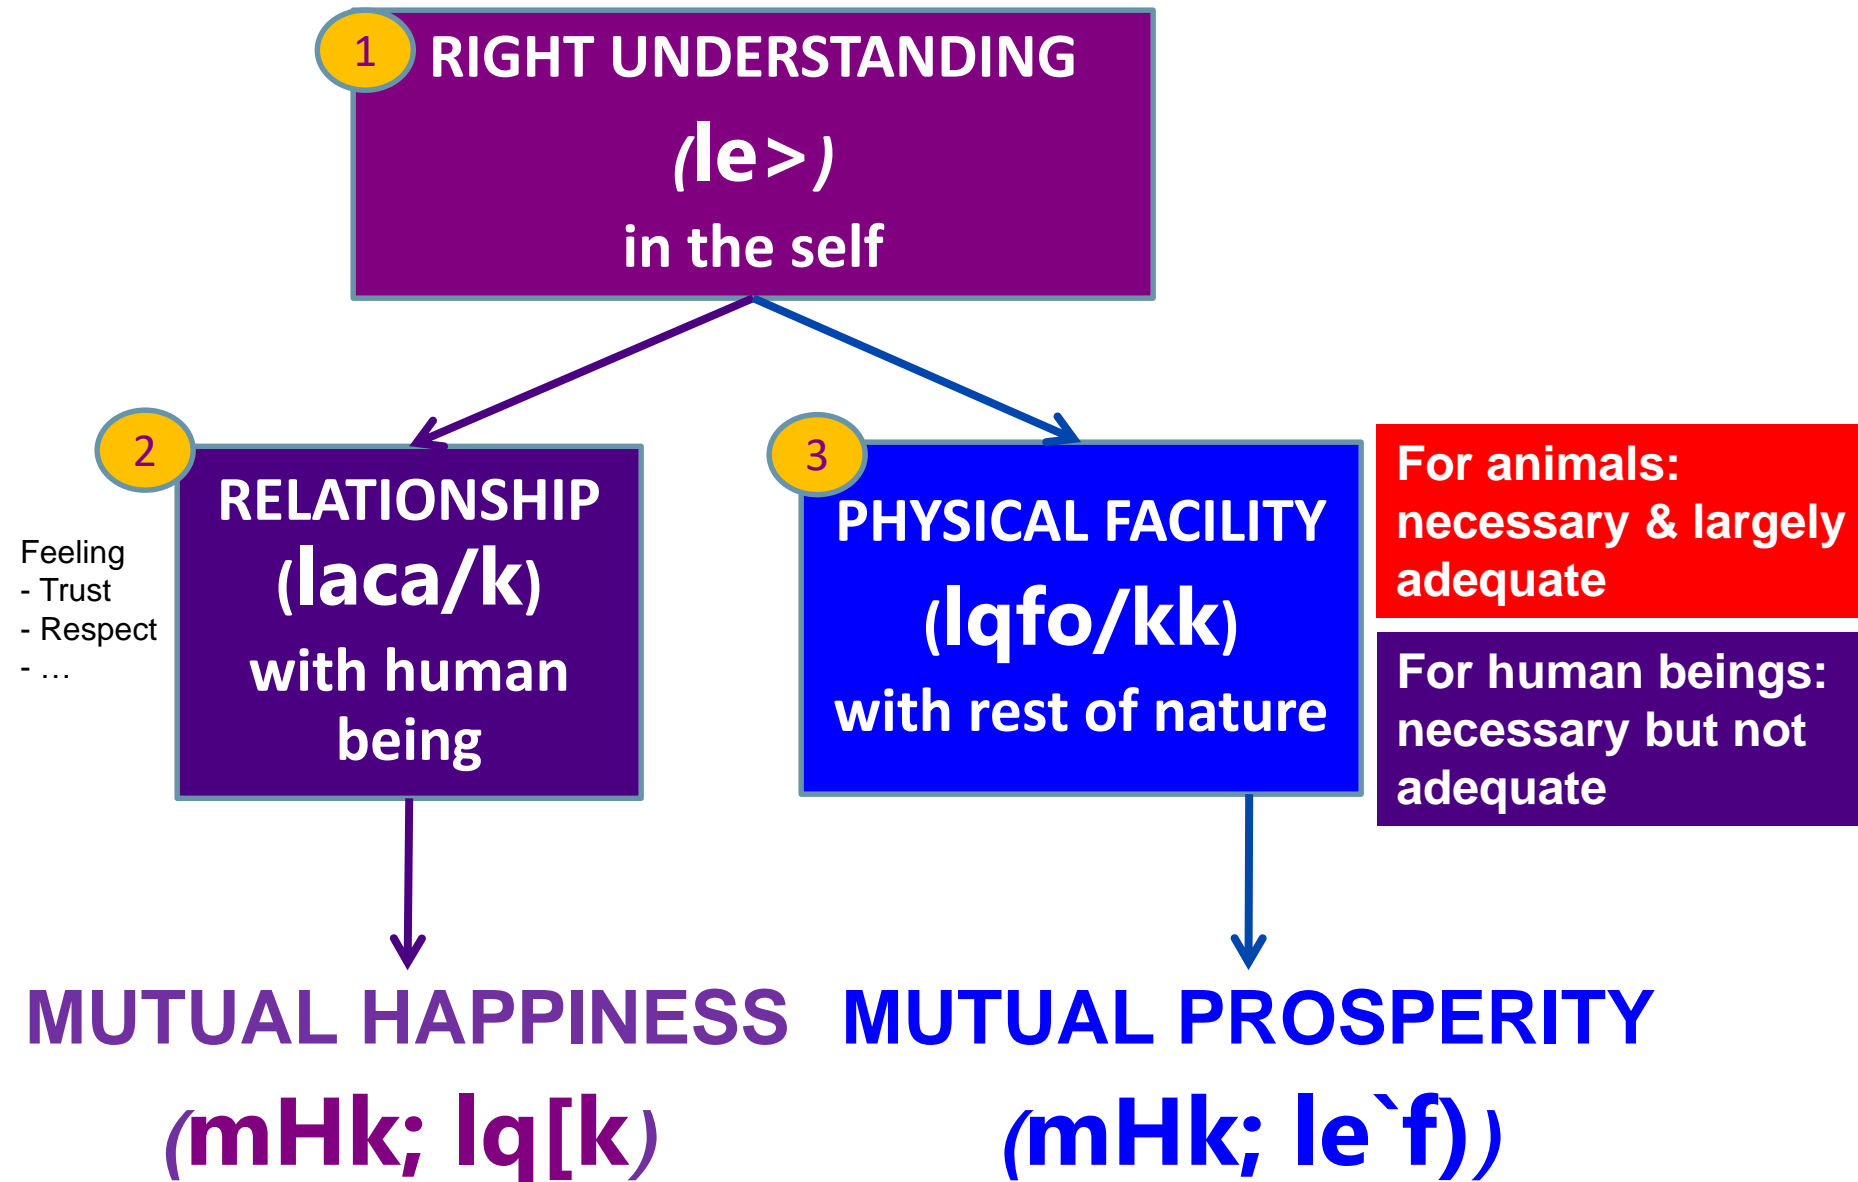 1
RIGHT UNDERSTANDING
(le>)
in the self
2
RELATIONSHIP
(laca/k)
with human
being
Feeling
- Trust
- Respect
- …
3
PHYSICAL FACILITY
(lqfo/kk)
with rest of nature
For animals:
necessary & largely
adequate
For human beings:
necessary but not
adequate
MUTUAL HAPPINESS
(mHk; lq[k)
MUTUAL PROSPERITY
(mHk; le`f))